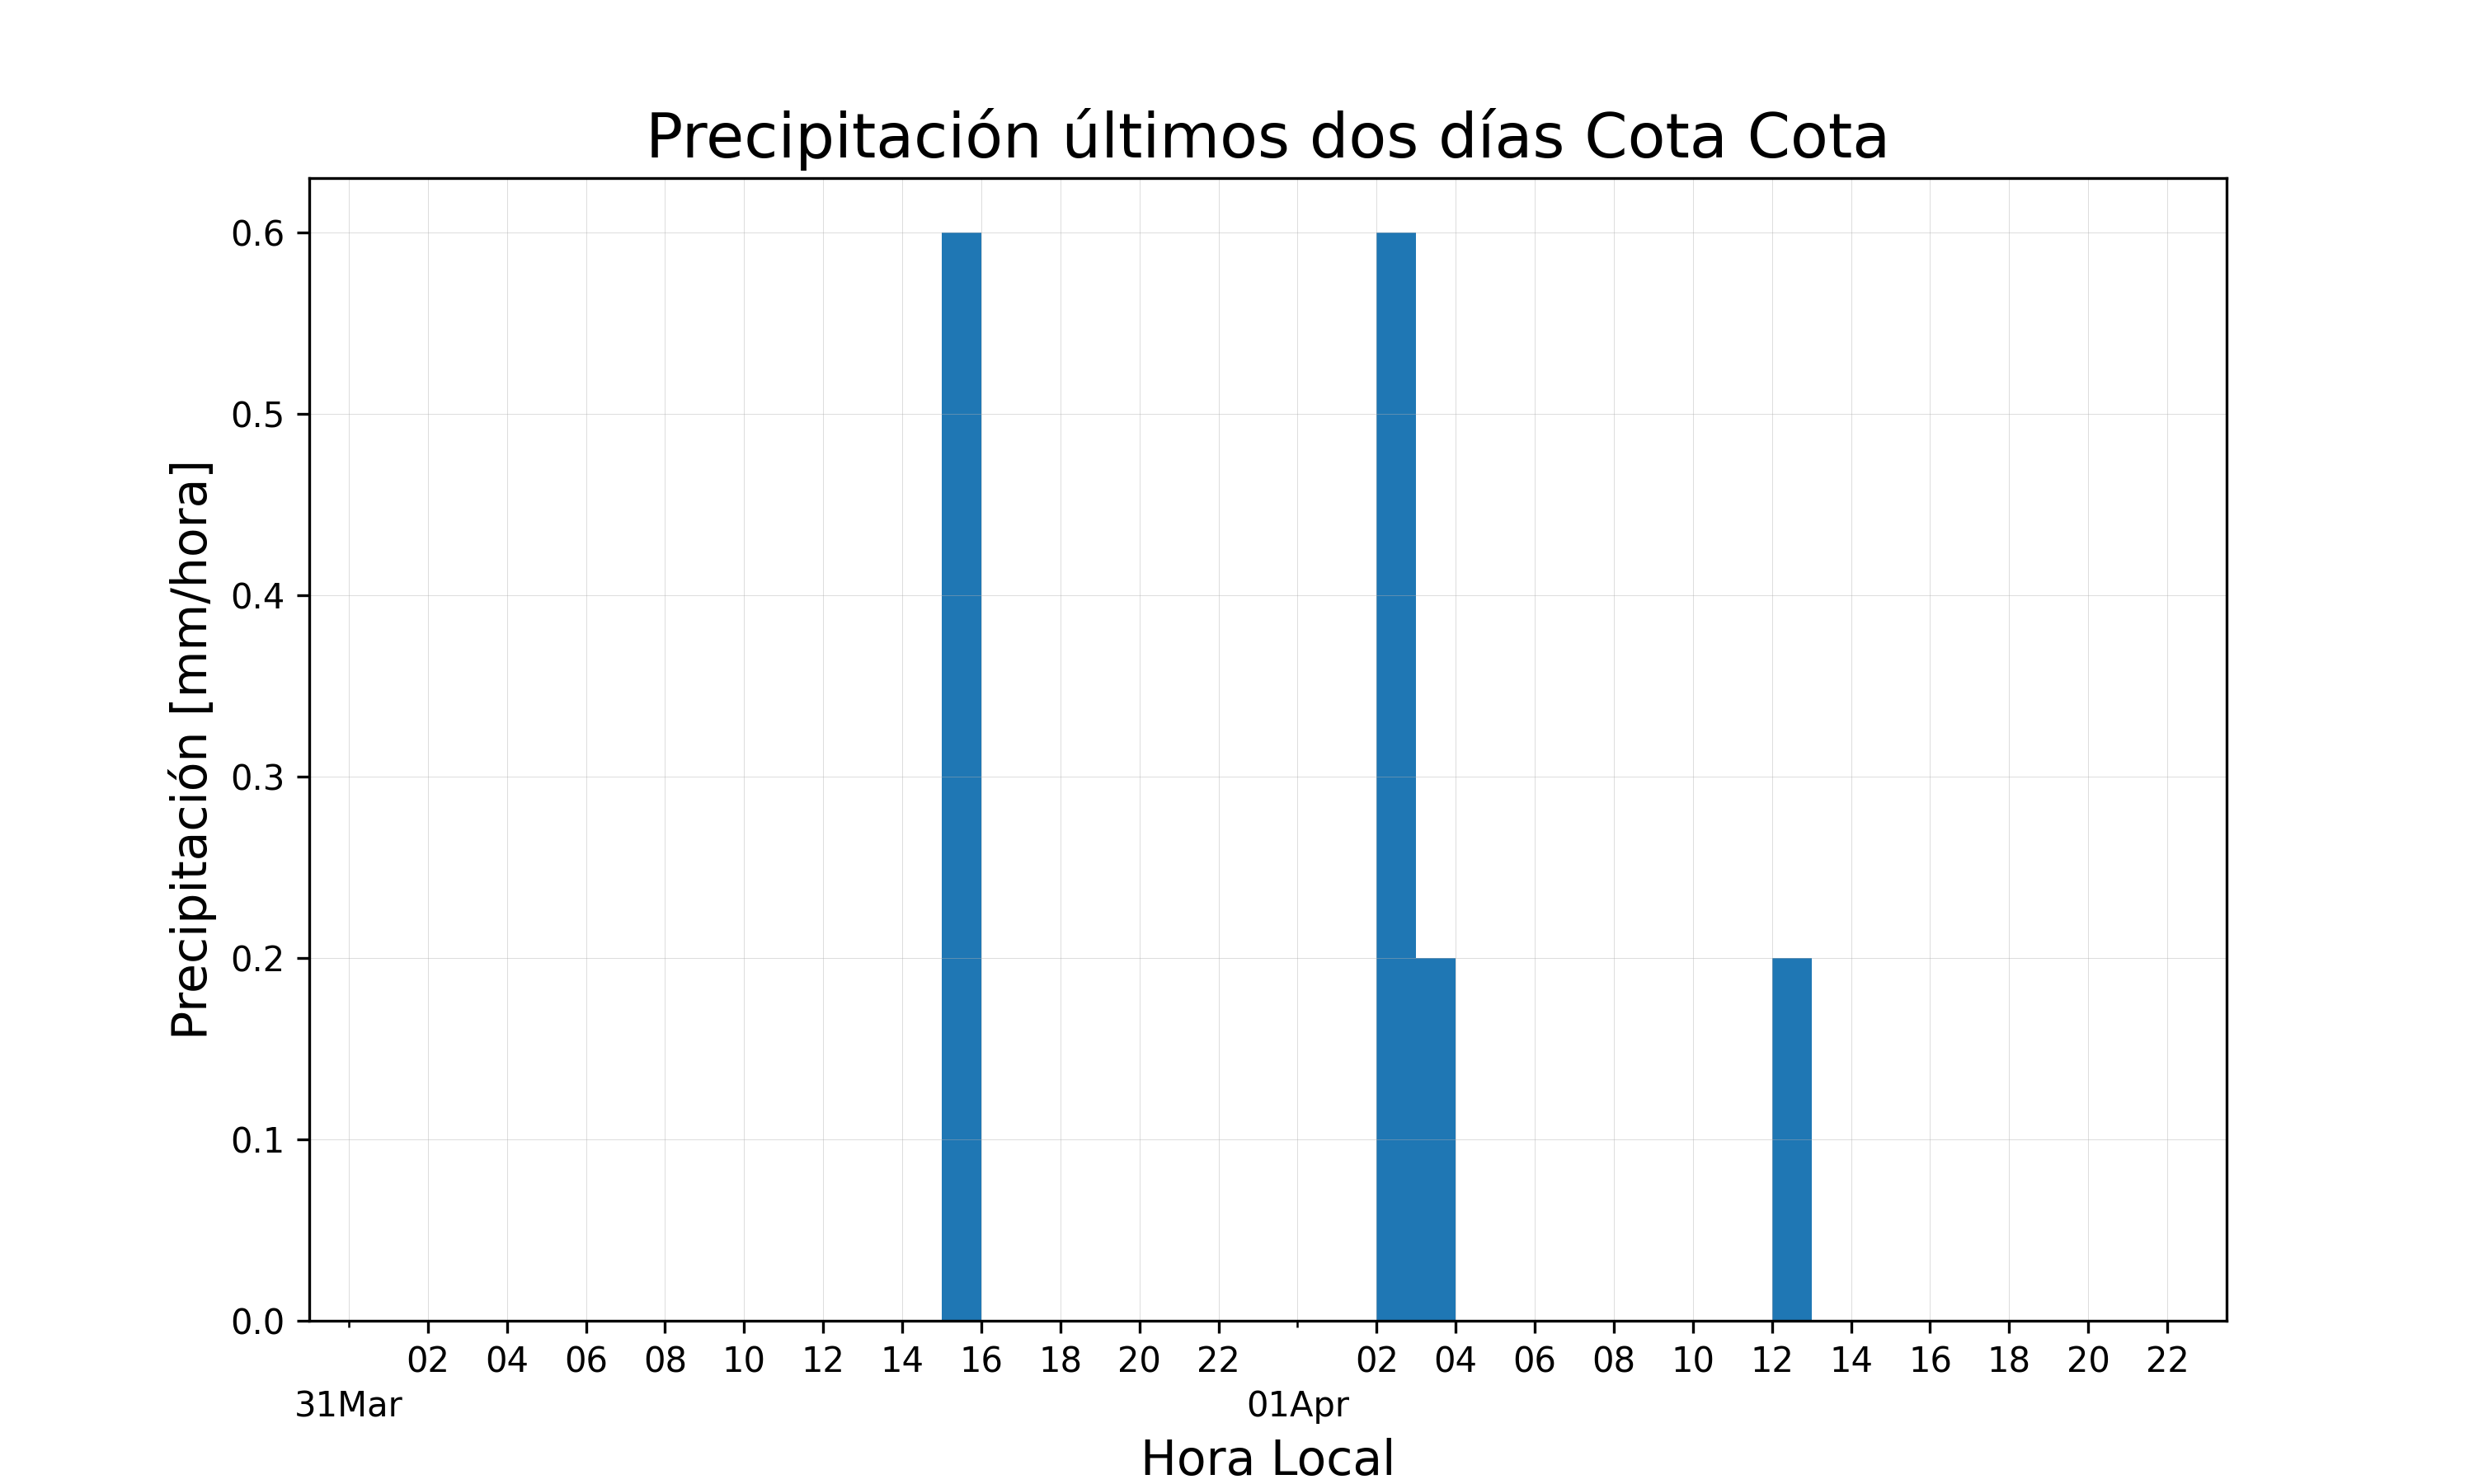 Precipitación últimos dos días Cota Cota
Precipitación [mm/hora]
0.6
0.5
0.4
0.3
0.2
0.1
0.0
02 04 06 08 10 12 14 16 18 20 22 02 04 06 08 10 12 14 16 18 20 22
31Mar 01Apr
Hora Local